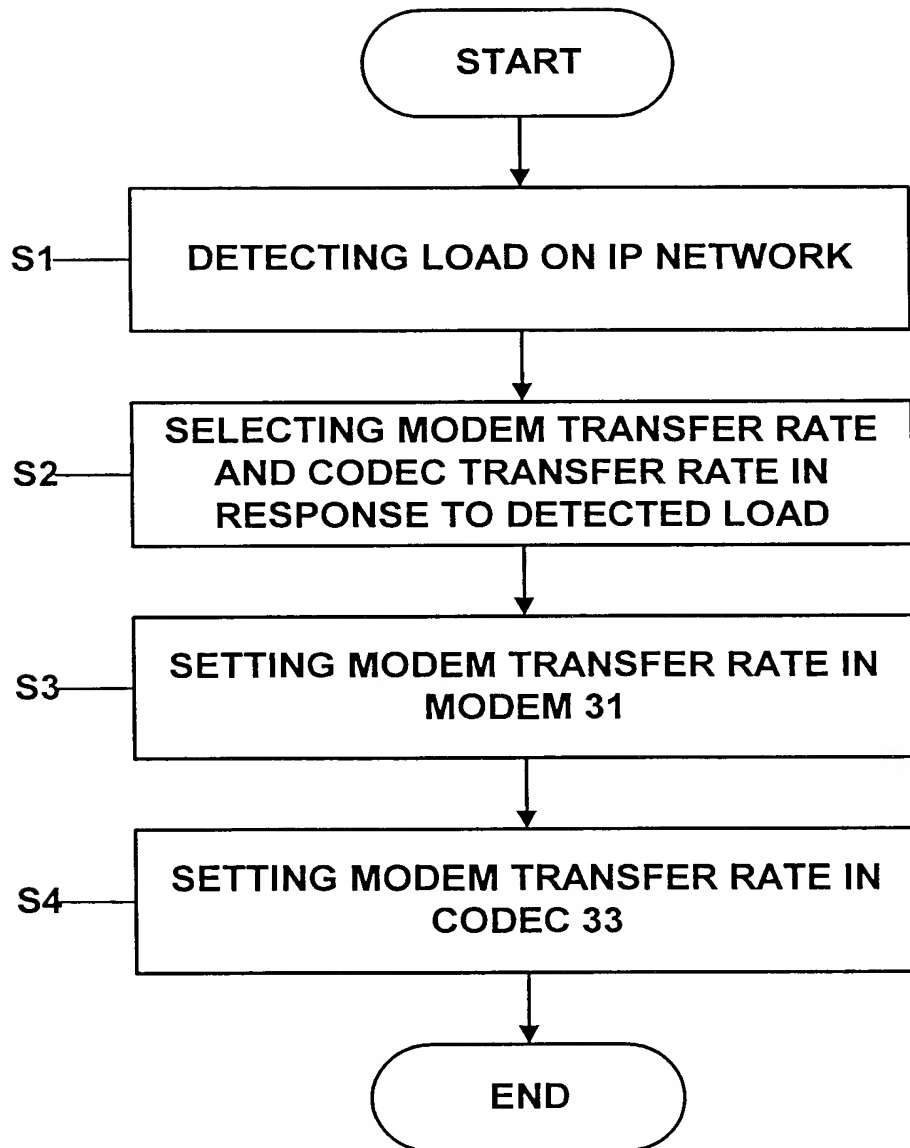 START
S1
DETECTING LOAD ON IP NETWORK
S2
SELECTING MODEM TRANSFER RATE
AND CODEC TRANSFER RATE IN
RESPONSE TO DETECTED LOAD
S3
SETTING MODEM TRANSFER RATE IN
MODEM 31
S4
SETTING MODEM TRANSFER RATE IN
CODEC 33
END